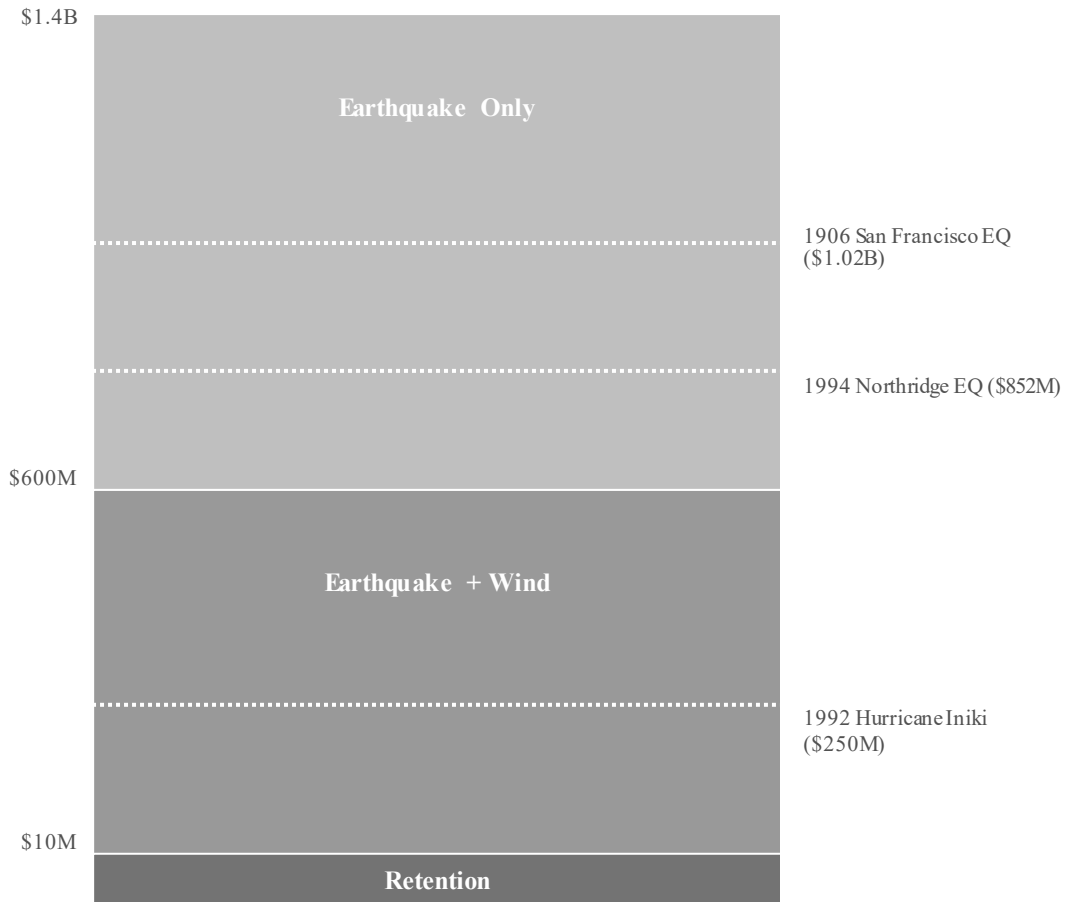 $1.4B
Earthquake Only
1906 San Francisco EQ
($1.02B)
1994 Northridge EQ ($852M)
$600M
Earthquake + Wind
1992 Hurricane Iniki
($250M)
$10M
Retention